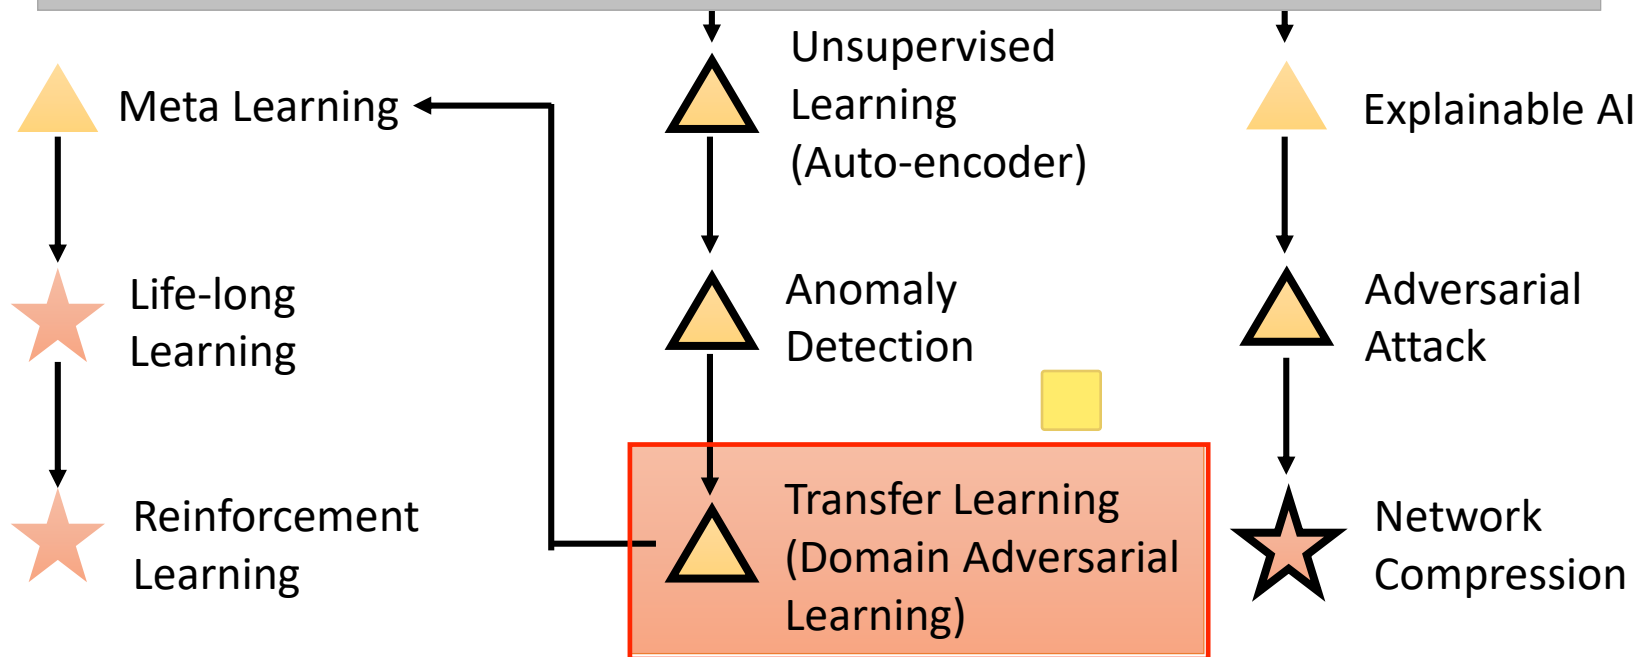 Meta Learning
Life-long
Learning
Reinforcement
Learning
Unsupervised
Learning
(Auto-encoder)
Anomaly
Detection
Transfer Learning
(Domain Adversarial
Learning)
Explainable AI
Adversarial
Attack
Network
Compression